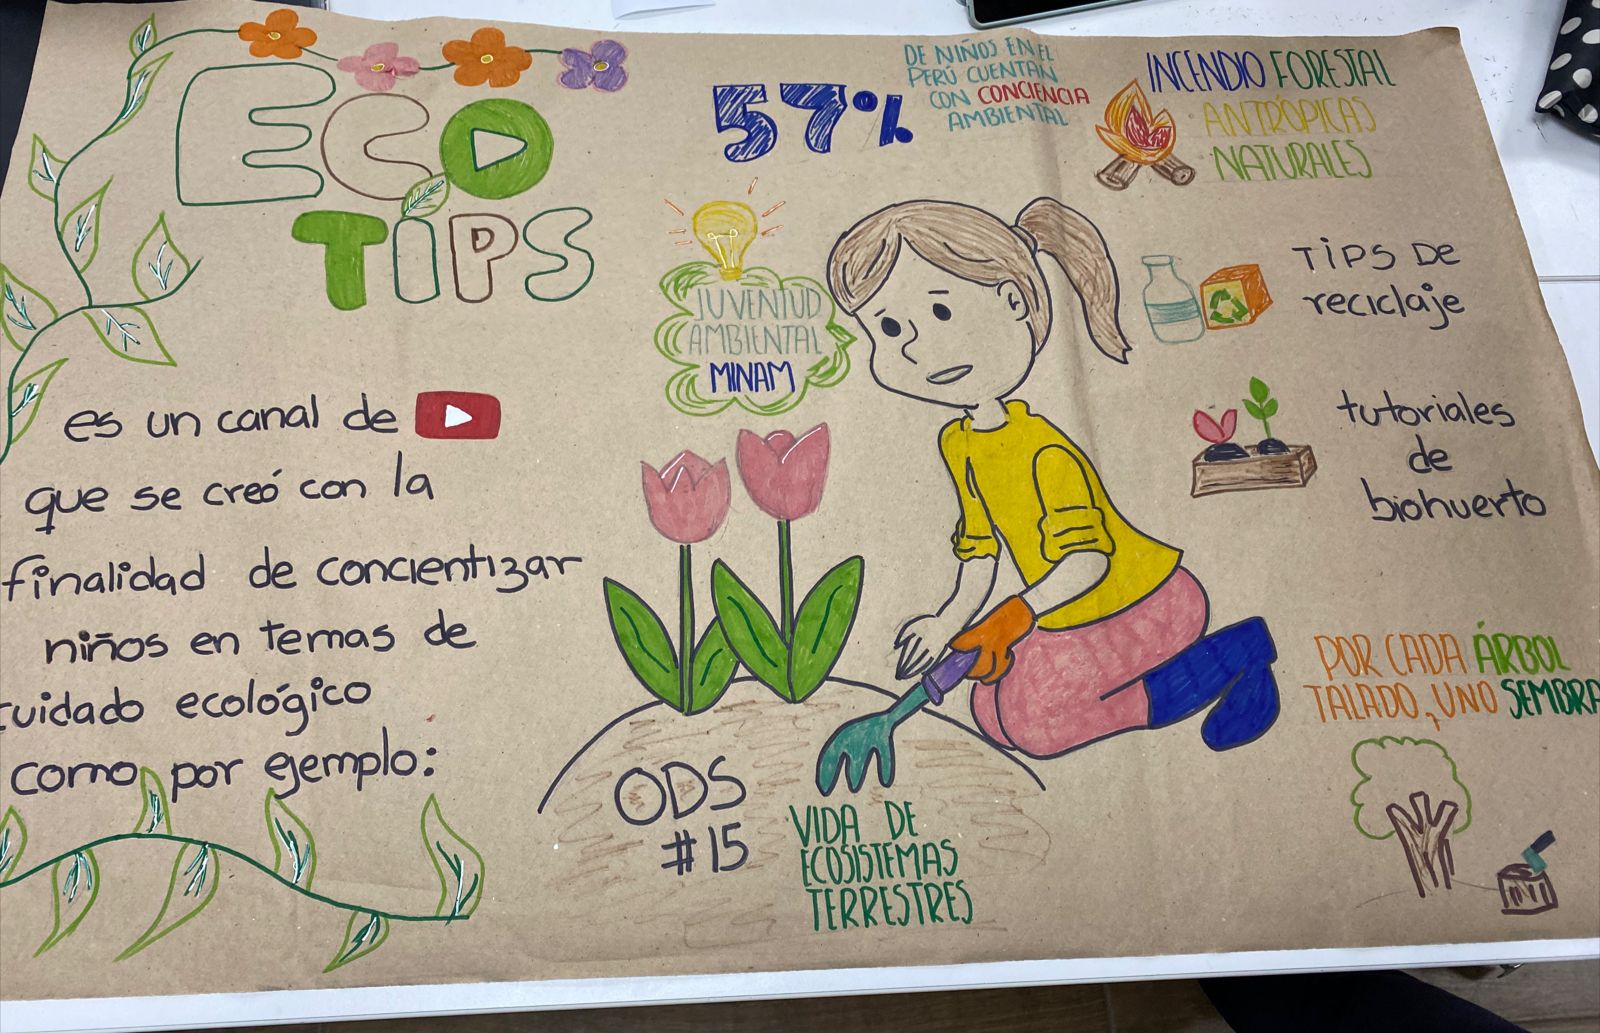 ECO
TiPS
es un canal de
que se creó con la
finalidad de concientizar
niños en temas de
cuidado ecológico
como por ejemplo:
57%
DE NIÑOS EN EL
PERÚ CUENTAN
CON CONCIENCIA
AMBIENTAL
JUVENTUD
AMBIENTAL
MINAM
ODS
#15
VIDA DE
ECOSISTEMAS
TERRESTRES
INCENDIO FORESTAL
ANTRÓPICAS
NATURALES
TiPS DE
reciclaje
tutoriales
de
biohuerto
POR CADA ÁRBOL
TALADO, UNO SEMBRA